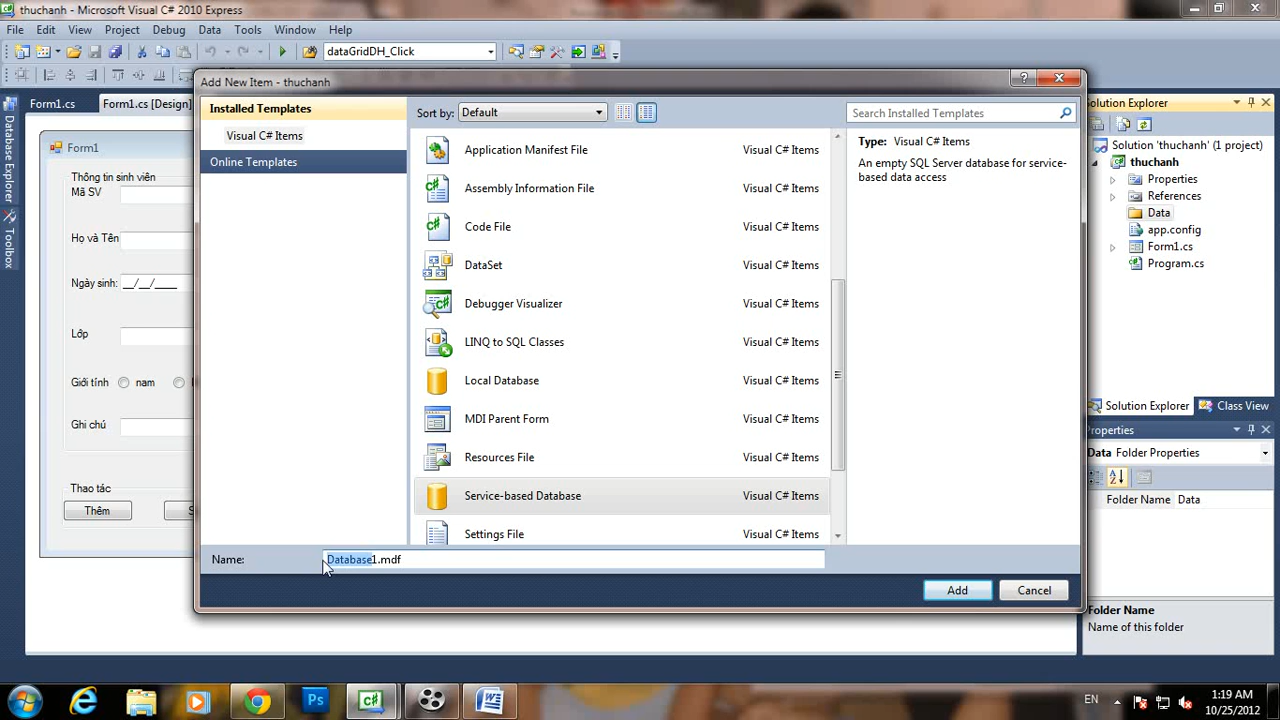 thuchanh - Microsoft Visual C# 2010 Express
File Edit View Project Debug Data Tools Window Help
dataGridDH_Click
Form1.cs Form1.cs [Design]
Database Explorer
Toolbox
Form1
Thông tin sinh viên
Mã SV
Họ và Tên
Ngày sinh: __/__/____
Lớp
Giới tính nam
Ghi chú
Thao tác
Thêm
Add New Item - thuchanh
Installed Templates
Visual C# Items
Online Templates
Sort by: Default
Search Installed Templates
Application Manifest File Visual C# Items
Assembly Information File Visual C# Items
Code File Visual C# Items
DataSet Visual C# Items
Debugger Visualizer Visual C# Items
LINQ to SQL Classes Visual C# Items
Local Database Visual C# Items
MDI Parent Form Visual C# Items
Resources File Visual C# Items
Service-based Database Visual C# Items
Settings File Visual C# Items
Type: Visual C# Items
An empty SQL Server database for service-
based data access
Name: Database1.mdf
Add Cancel
Solution Explorer
Solution 'thuchanh' (1 project)
thuchanh
Properties
References
Data
app.config
Form1.cs
Program.cs
Solution Explorer Class View
Properties
Data Folder Properties
Folder Name Data
Folder Name
Name of this folder
EN
1:19 AM
10/25/2012